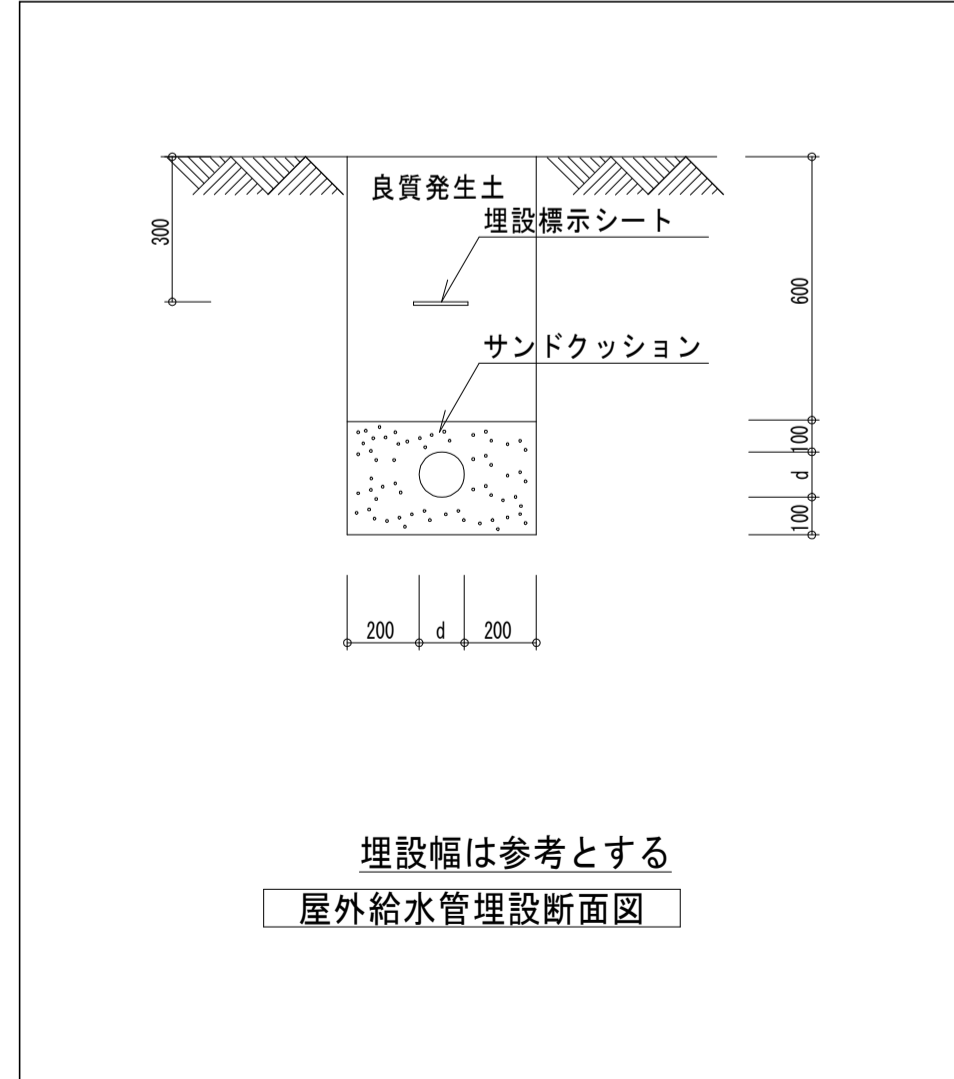 良質発生土
埋設標示シート
300
600
サンドクッション
100
d
100
200 d 200
埋設幅は参考とする
屋外給水管埋設断面図